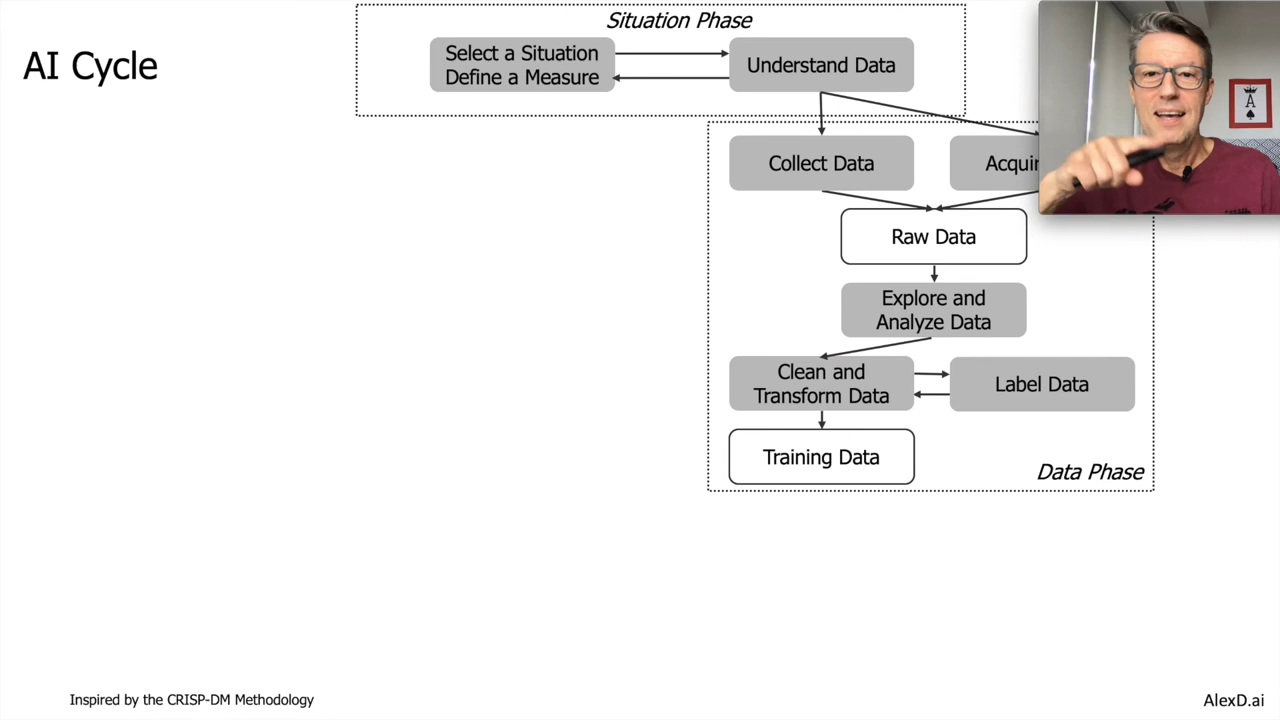 Situation Phase
AI Cycle
Select a Situation
Define a Measure
Understand Data
Collect Data
Raw Data
Explore and
Analyze Data
Clean and
Transform Data
Label Data
Training Data
Data Phase
Inspired by the CRISP-DM Methodology
AlexD.ai
A